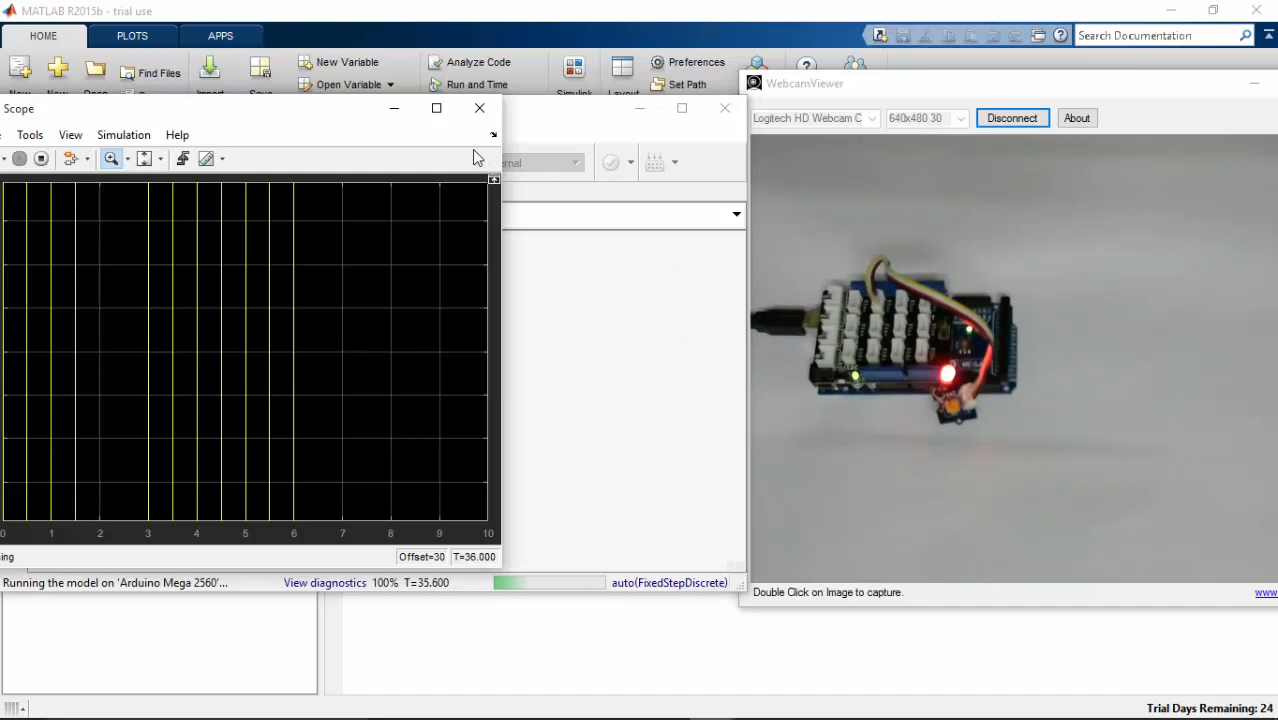 MATLAB R2015b - trial use
HOME PLOTS APPS
Search Documentation
Find Files
New Variable
Open Variable
Analyze Code
Run and Time
Preferences
Set Path
WebcamViewer
Logitech HD Webcam C 640x480 30 Disconnect About
Scope
Tools View Simulation Help
0 1 2 3 4 5 6 7 8 9 10
Offset=30 T=36.000
Running the model on 'Arduino Mega 2560'... View diagnostics 100% T=35.600 auto(FixedStepDiscrete)
Double Click on Image to capture. www
Trial Days Remaining: 24